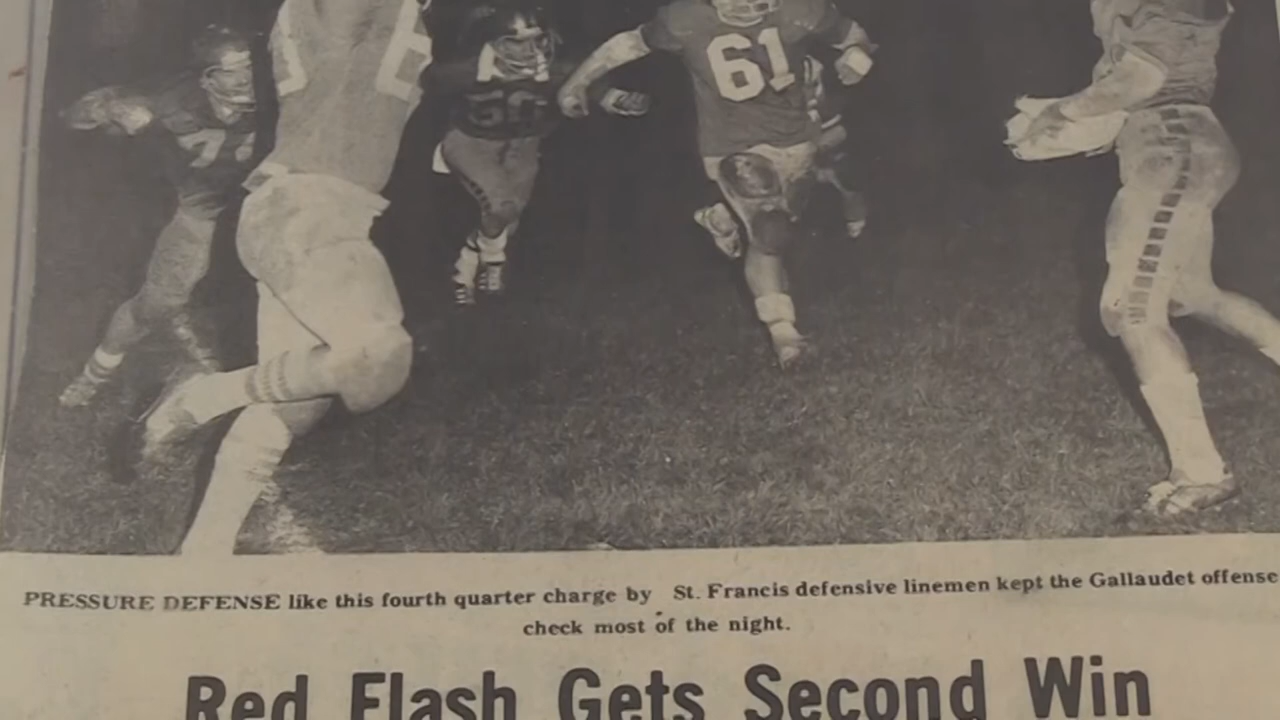 61
PRESSURE DEFENSE like this fourth quarter charge by St. Francis defensive linemen kept the Gallaudet offense
check most of the night.
Red Flash Gets Second Win